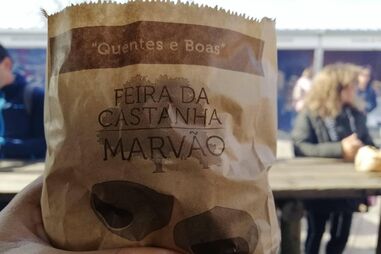 "Quentes e Boas"
FEIRA DA
CASTANHA
MARVÃO